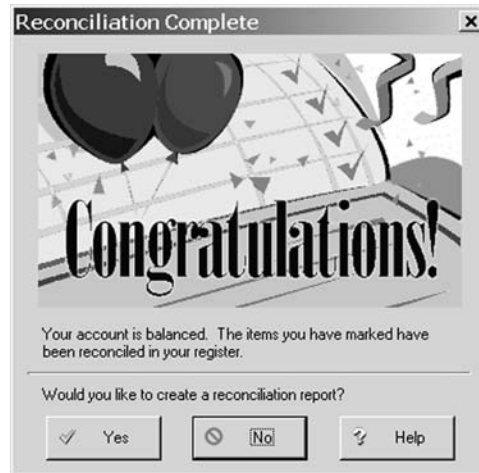 Reconciliation Complete
Congratulations!
Your account is balanced. The items you have marked have
been reconciled in your register.
Would you like to create a reconciliation report?
Yes
No
Help